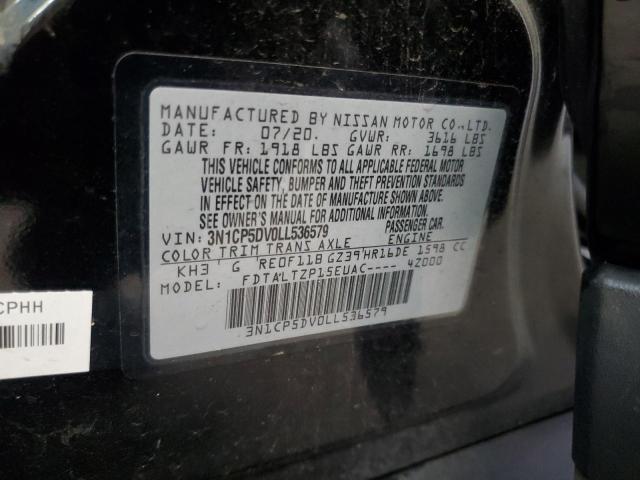 MANUFACTURED BY NISSAN MOTOR CO.,LTD.
DATE: 07/20. GVWR: 3616 LBS
GAWR FR: 1918 LBS GAWR RR: 1698 LBS
THIS VEHICLE CONFORMS TO ALL APPLICABLE FEDERAL MOTOR
VEHICLE SAFETY, BUMPER AND THEFT PREVENTION STANDARDS
IN EFFECT ON THE DATE OF MANUFACTURE SHOWN ABOVE.
SEE OWNER'S MANUAL FOR ADDITIONAL INFORMATION.
VIN: 3N1CP5DV0LL536579 PASSENGER CAR
COLOR TRIM TRANS AXLE ENGINE
KH3 G RE0F11B GZ39 HR16DE 1598 CC
MODEL: FDTALTZP15EUAC---- 42000
3N1CP5DV0LL536579
CPHH